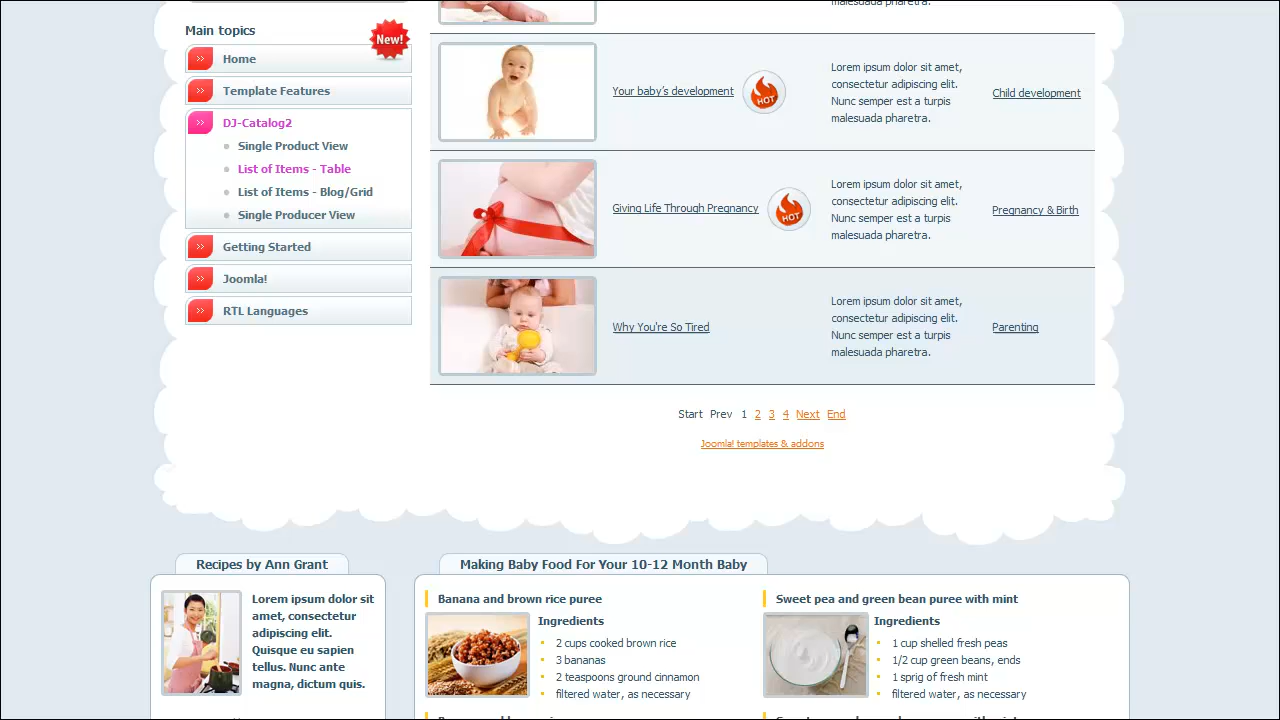 malesuada pharetra.
Main topics
New!
Home
Template Features
DJ-Catalog2
Single Product View
List of Items - Table
List of Items - Blog/Grid
Single Producer View
Getting Started
Joomla!
RTL Languages
Your baby's development
HOT
Lorem ipsum dolor sit amet,
consectetur adipiscing elit.
Nunc semper est a turpis
malesuada pharetra.
Child development
Giving Life Through Pregnancy
HOT
Lorem ipsum dolor sit amet,
consectetur adipiscing elit.
Nunc semper est a turpis
malesuada pharetra.
Pregnancy & Birth
Why You're So Tired
Lorem ipsum dolor sit amet,
consectetur adipiscing elit.
Nunc semper est a turpis
malesuada pharetra.
Parenting
Start Prev 1 2 3 4 Next End
Joomla! templates & addons
Recipes by Ann Grant
Lorem ipsum dolor sit
amet, consectetur
adipiscing elit.
Quisque eu sapien
tellus. Nunc ante
magna, dictum quis.
Making Baby Food For Your 10-12 Month Baby
Banana and brown rice puree
Ingredients
2 cups cooked brown rice
3 bananas
2 teaspoons ground cinnamon
filtered water, as necessary
Sweet pea and green bean puree with mint
Ingredients
1 cup shelled fresh peas
1/2 cup green beans, ends
1 sprig of fresh mint
filtered water, as necessary